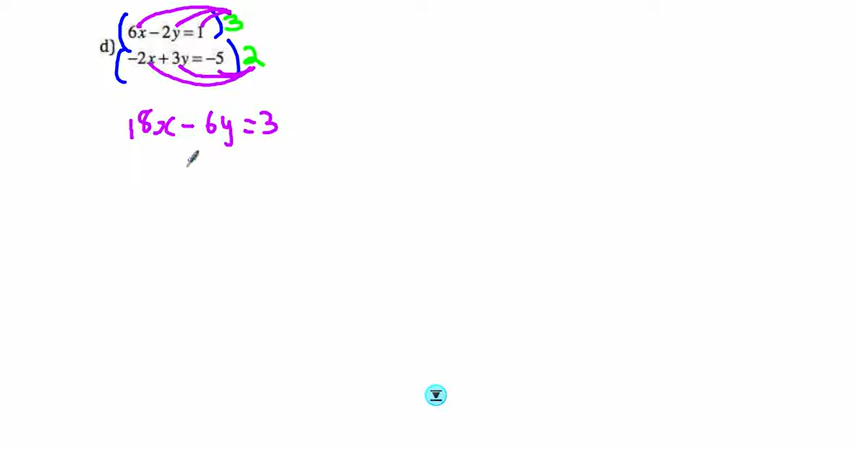 (6x − 2y = 1)3
d)
(−2x + 3y = −5)2
18x − 6y = 3